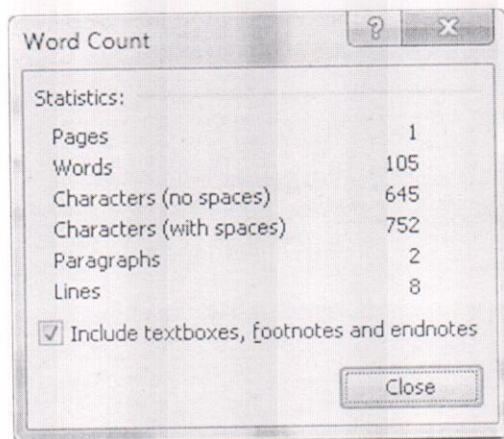 Word Count
Statistics:
Pages 1
Words 105
Characters (no spaces) 645
Characters (with spaces) 752
Paragraphs 2
Lines 8
Include textboxes, footnotes and endnotes
Close